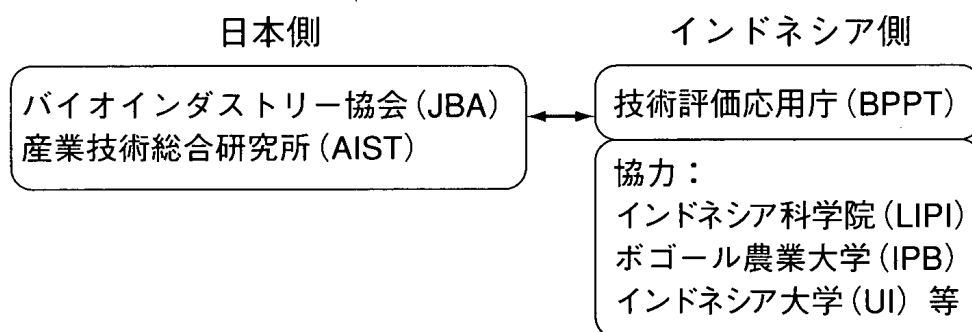 日本側
バイオインダストリー協会(JBA)
産業技術総合研究所(AIST)
インドネシア側
技術評価応用庁(BPPT)
協力：
インドネシア科学院(LIPI)
ボゴール農業大学(IPB)
インドネシア大学(UI) 等